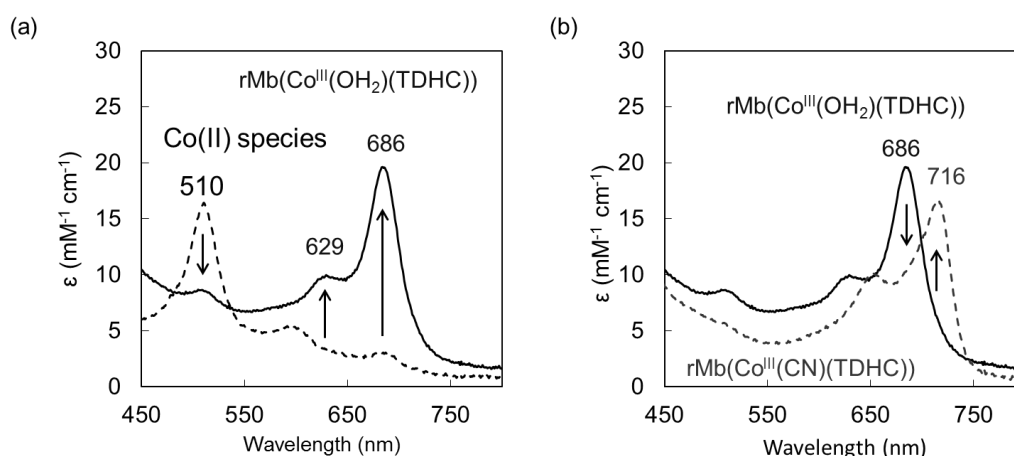 (a)
30
25
20
15
10
5
0
ε (mM⁻¹ cm⁻¹)
rMb(Coᴵᴵᴵ(OH₂)(TDHC))
Co(II) species
510
629
686
450 550 650 750
Wavelength (nm)
(b)
30
25
20
15
10
5
0
ε (mM⁻¹ cm⁻¹)
rMb(Coᴵᴵᴵ(OH₂)(TDHC))
686
716
rMb(Coᴵᴵᴵ(CN)(TDHC))
450 550 650 750
Wavelength (nm)